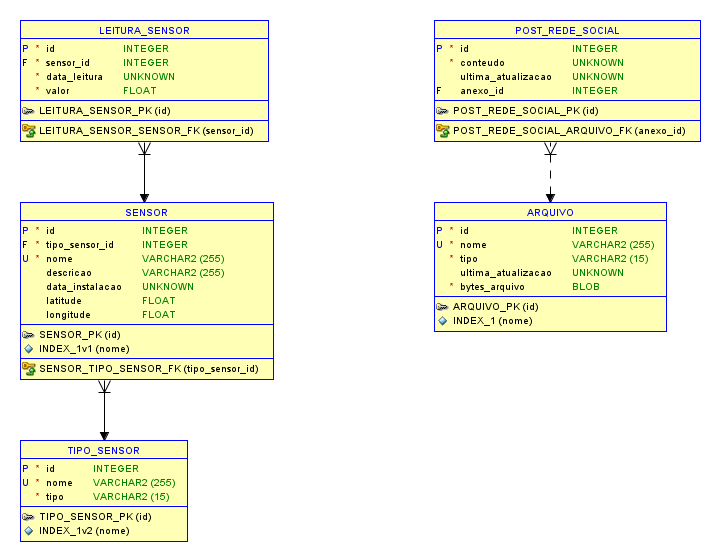 LEITURA_SENSOR
P * id INTEGER
F * sensor_id INTEGER
* data_leitura UNKNOWN
* valor FLOAT
LEITURA_SENSOR_PK (id)
LEITURA_SENSOR_SENSOR_FK (sensor_id)
SENSOR
P * id INTEGER
F * tipo_sensor_id INTEGER
U * nome VARCHAR2 (255)
descricao VARCHAR2 (255)
data_instalacao UNKNOWN
latitude FLOAT
longitude FLOAT
SENSOR_PK (id)
INDEX_1v1 (nome)
SENSOR_TIPO_SENSOR_FK (tipo_sensor_id)
TIPO_SENSOR
P * id INTEGER
U * nome VARCHAR2 (255)
* tipo VARCHAR2 (15)
TIPO_SENSOR_PK (id)
INDEX_1v2 (nome)
POST_REDE_SOCIAL
P * id INTEGER
* conteudo UNKNOWN
ultima_atualizacao UNKNOWN
F anexo_id INTEGER
POST_REDE_SOCIAL_PK (id)
POST_REDE_SOCIAL_ARQUIVO_FK (anexo_id)
ARQUIVO
P * id INTEGER
U * nome VARCHAR2 (255)
* tipo VARCHAR2 (15)
ultima_atualizacao UNKNOWN
* bytes_arquivo BLOB
ARQUIVO_PK (id)
INDEX_1 (nome)